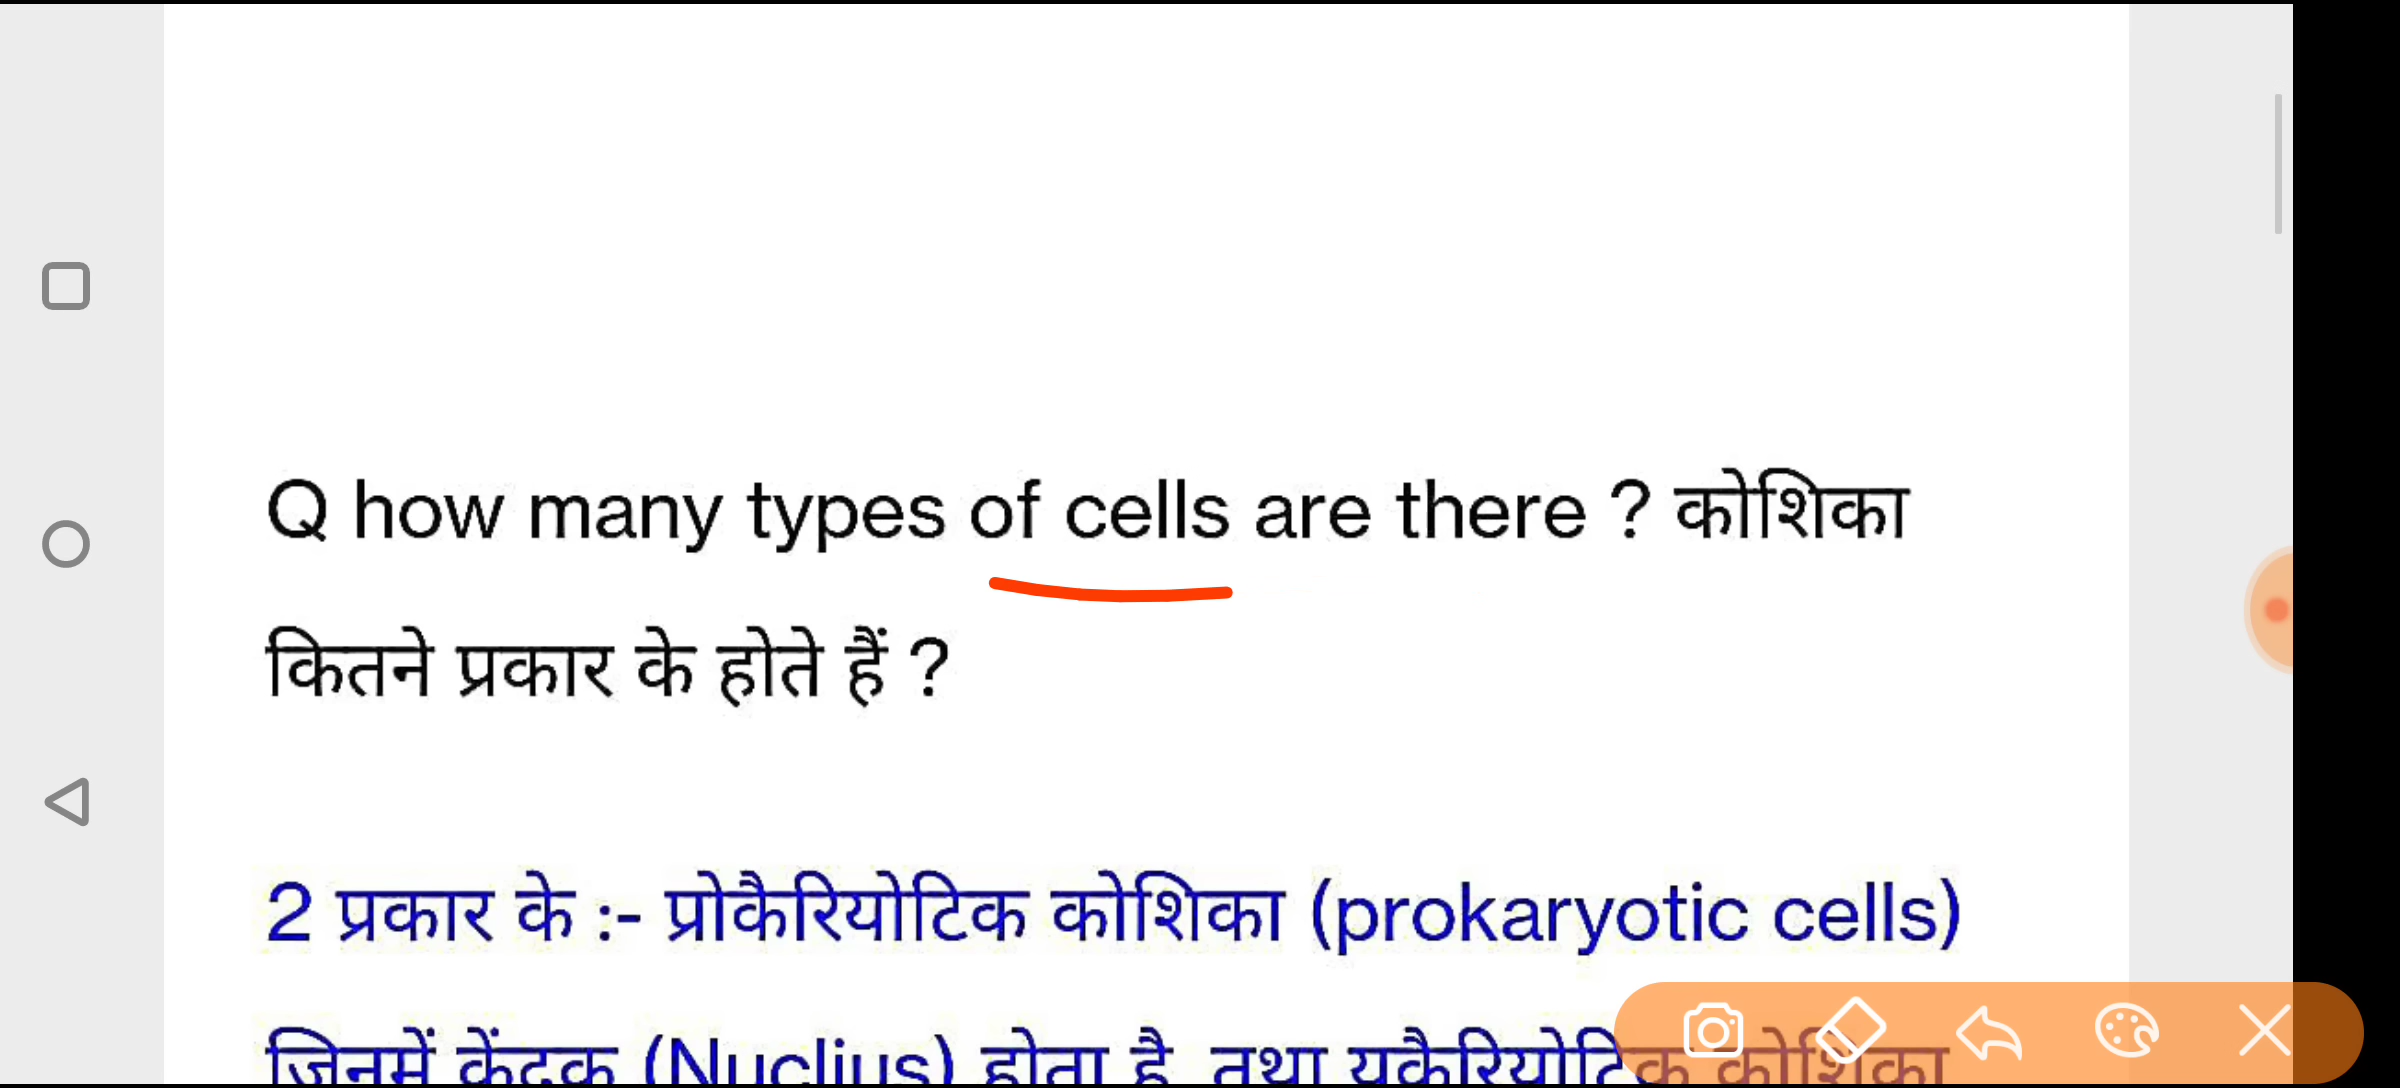 Q how many types of cells are there ? कोशिका
कितने प्रकार के होते हैं ?
2 प्रकार के :- प्रोकैरियोटिक कोशिका (prokaryotic cells)
जिनमें केंद्रक (Nuclius) होता है तथा यूकैरियोटिक कोशिका